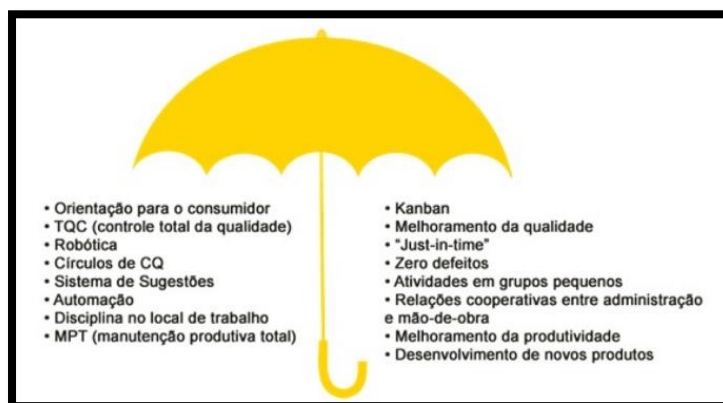 • Orientação para o consumidor
• TQC (controle total da qualidade)
• Robótica
• Círculos de CQ
• Sistema de Sugestões
• Automação
• Disciplina no local de trabalho
• MPT (manutenção produtiva total)
• Kanban
• Melhoramento da qualidade
• "Just-in-time"
• Zero defeitos
• Atividades em grupos pequenos
• Relações cooperativas entre administração
e mão-de-obra
• Melhoramento da produtividade
• Desenvolvimento de novos produtos